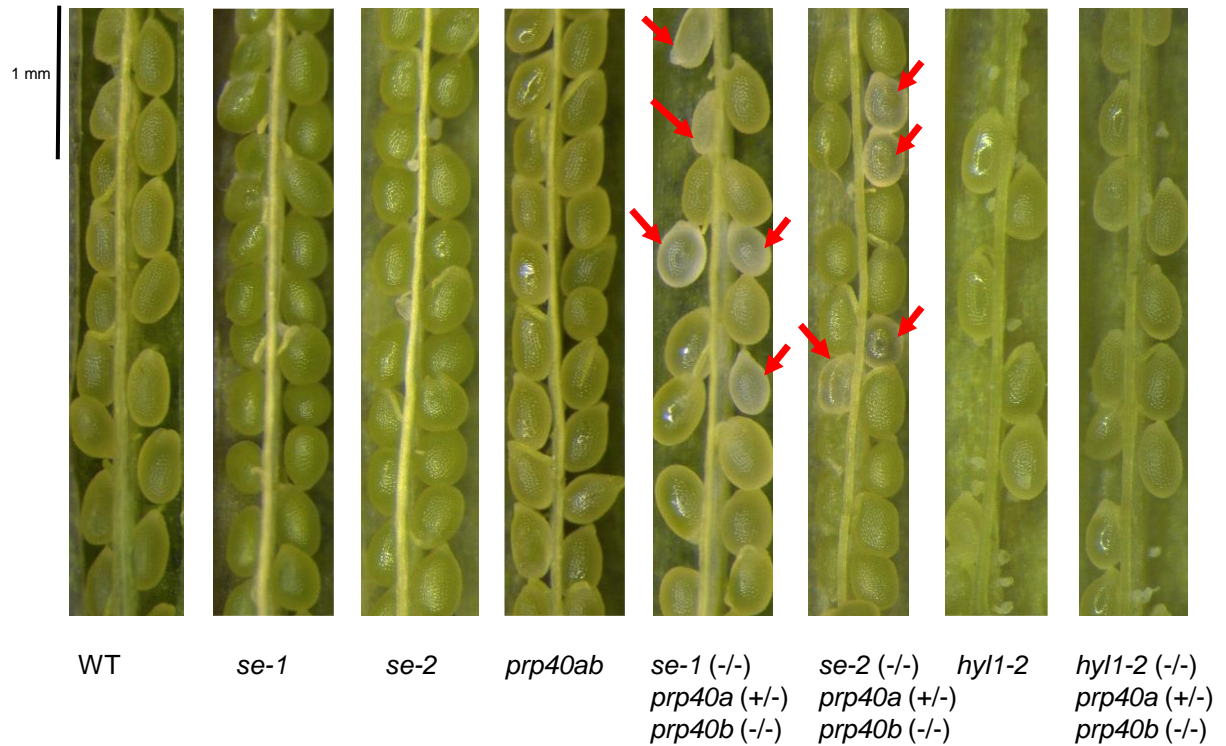 1 mm
WT
se-1
se-2
prp40ab
se-1 (-/-)
prp40a (+/-)
prp40b (-/-)
se-2 (-/-)
prp40a (+/-)
prp40b (-/-)
hyl1-2
hyl1-2 (-/-)
prp40a (+/-)
prp40b (-/-)